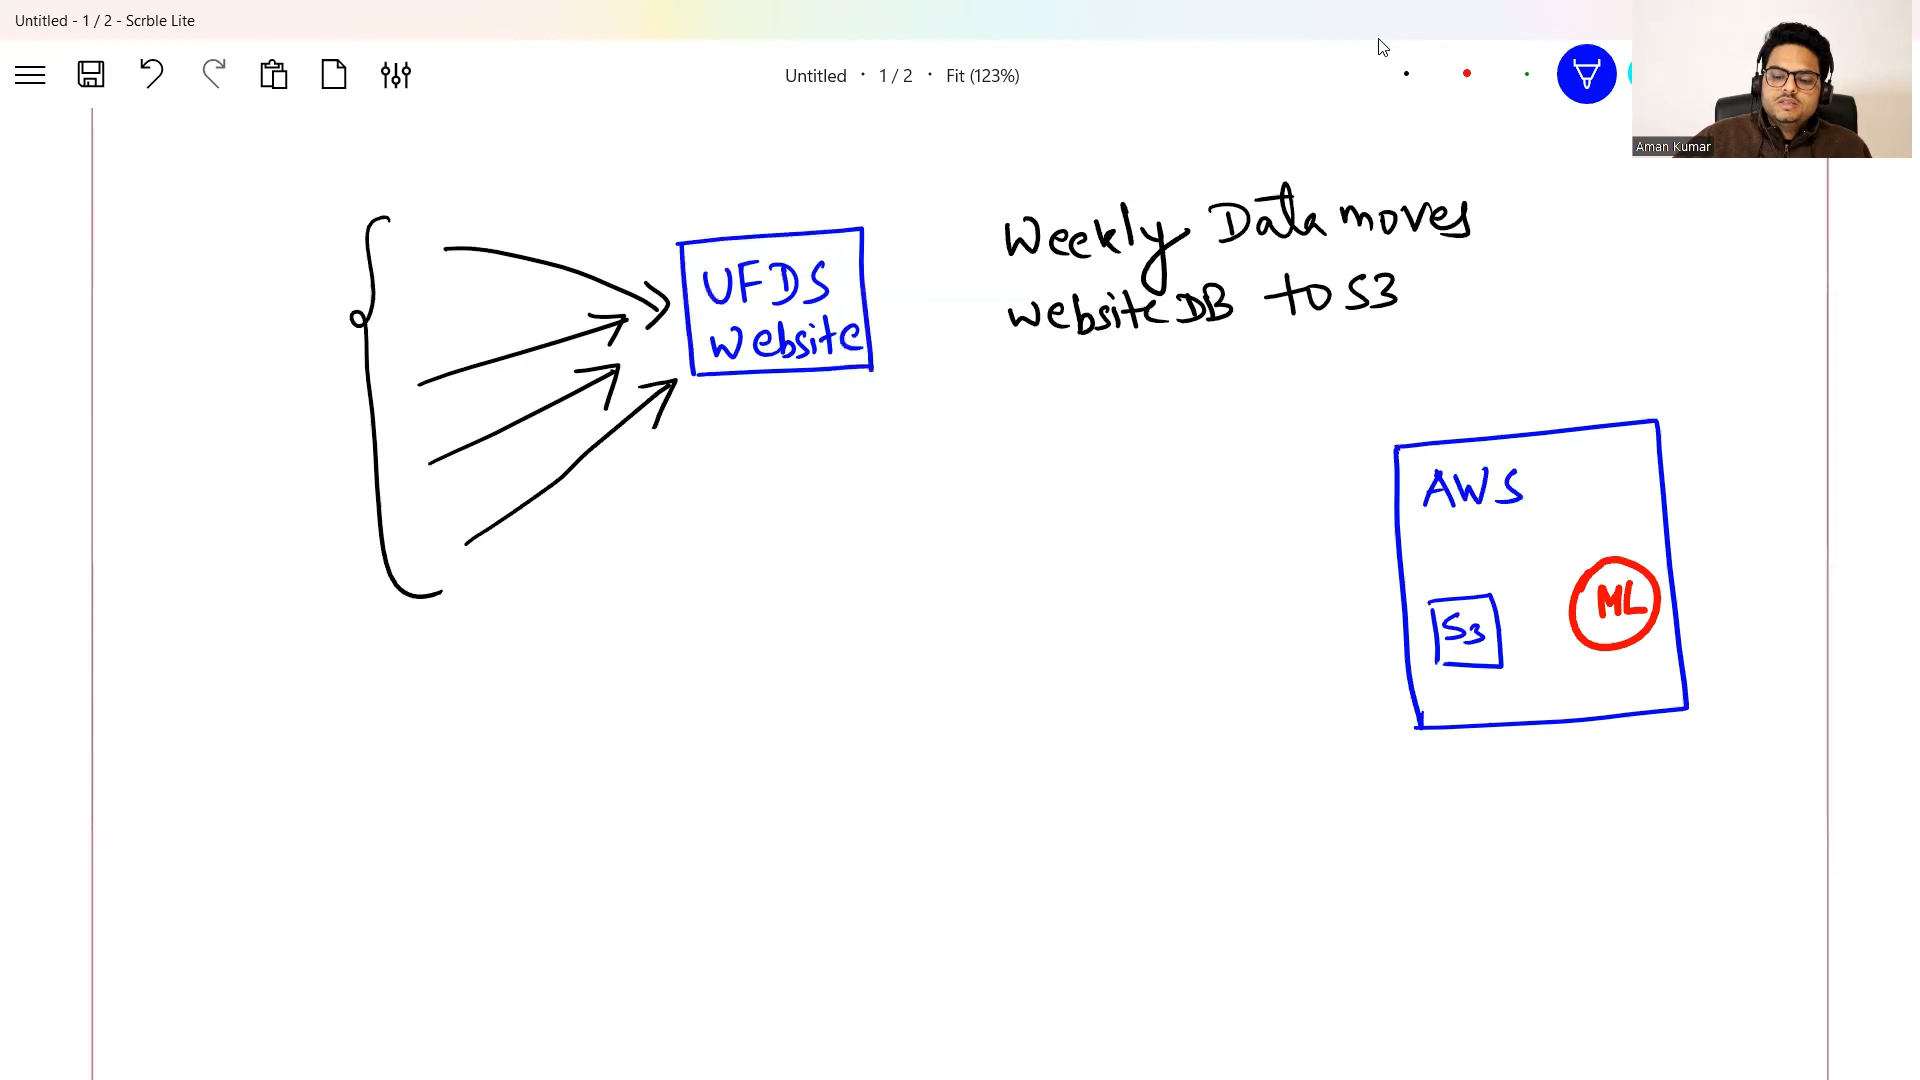 Untitled - 1 / 2 - Scrble Lite
Untitled • 1 / 2 • Fit (123%)
Aman Kumar
Weekly Data moves
website DB to S3
UFDS
Website
AWS
S3
ML